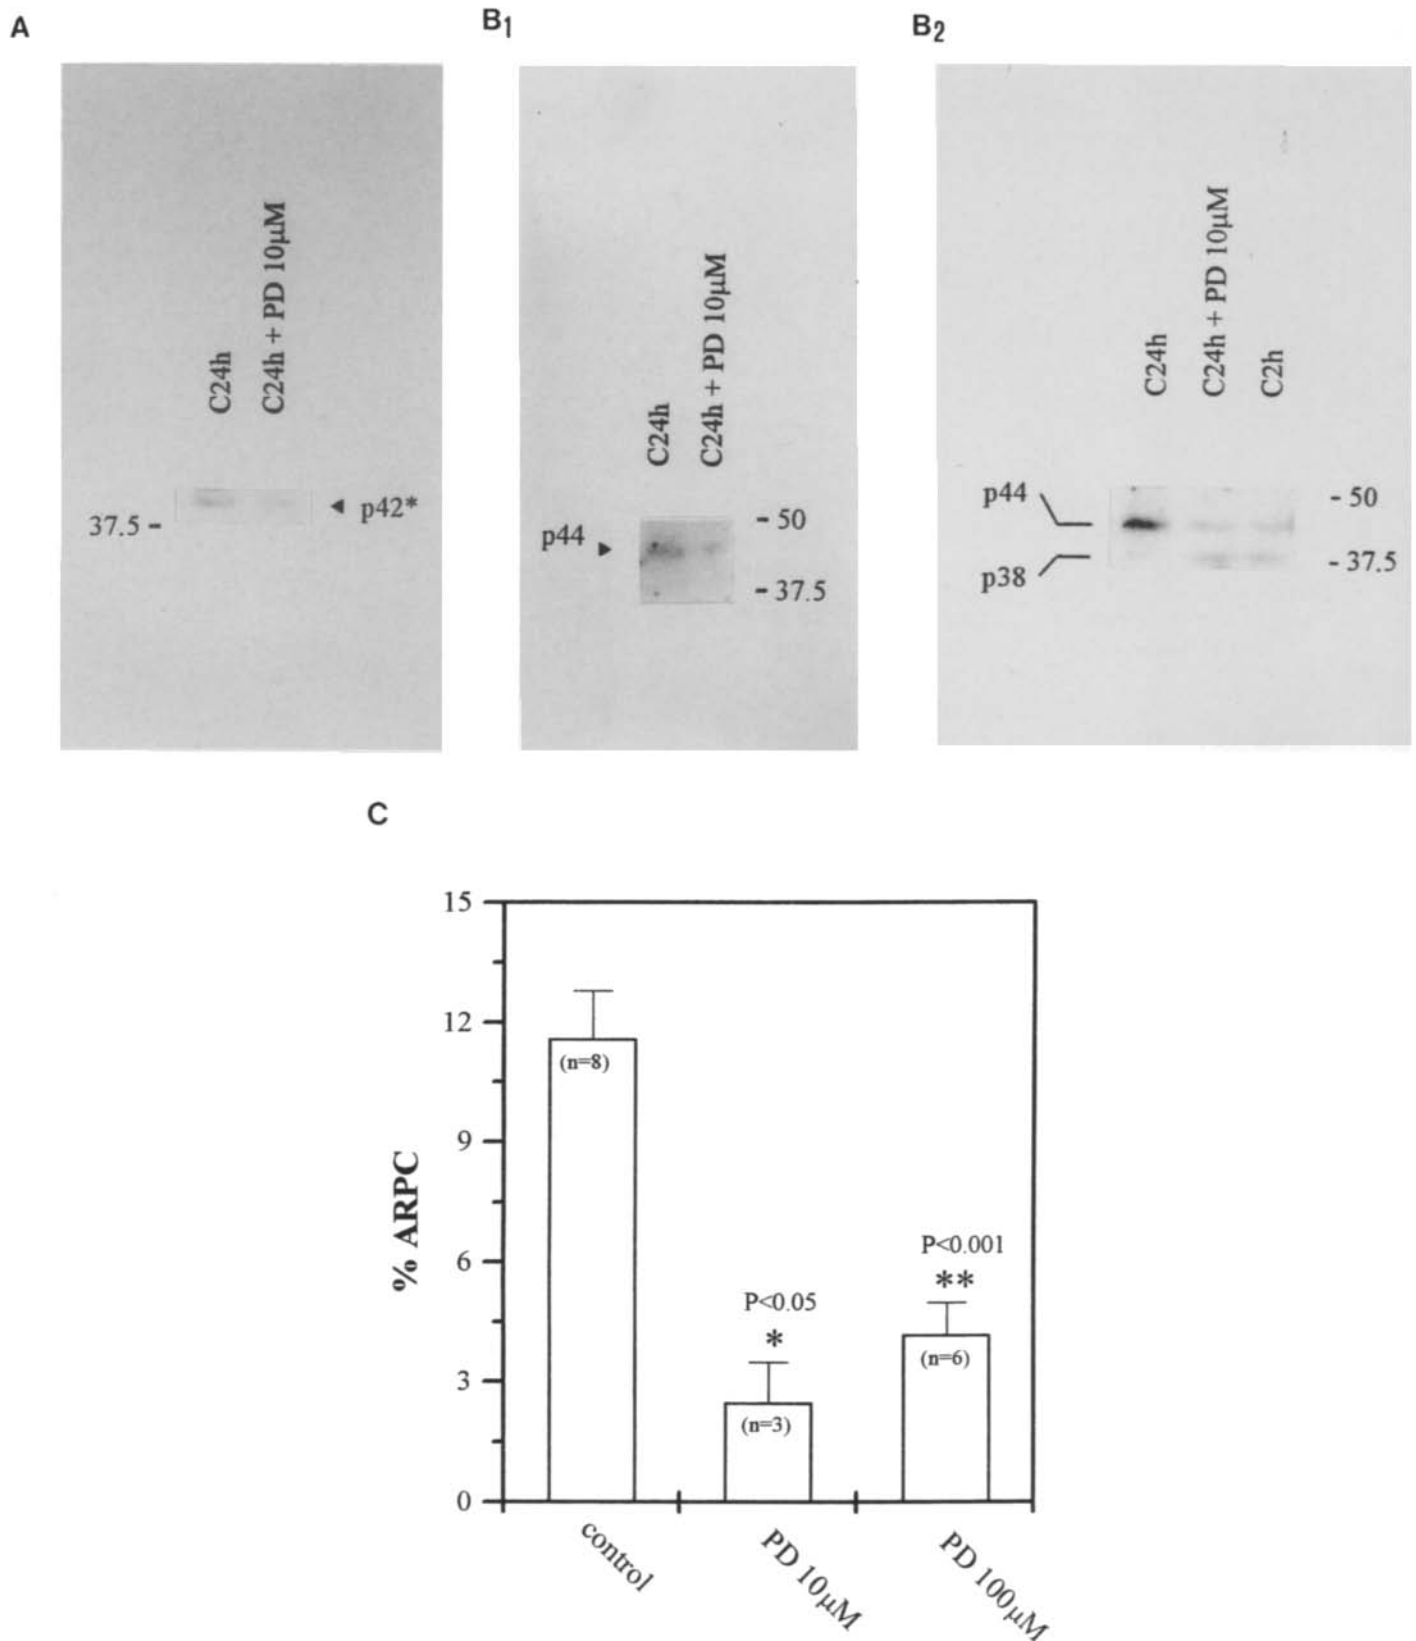 A
C24h
C24h + PD 10µM
37.5 -
p42*
B1
C24h
C24h + PD 10µM
p44
- 50
- 37.5
B2
C24h
C24h + PD 10µM
C2h
p44
p38
- 50
- 37.5
C
% ARPC
15
12
9
6
3
0
(n=8)
P<0.05
*
(n=3)
P<0.001
**
(n=6)
control
PD 10µM
PD 100µM